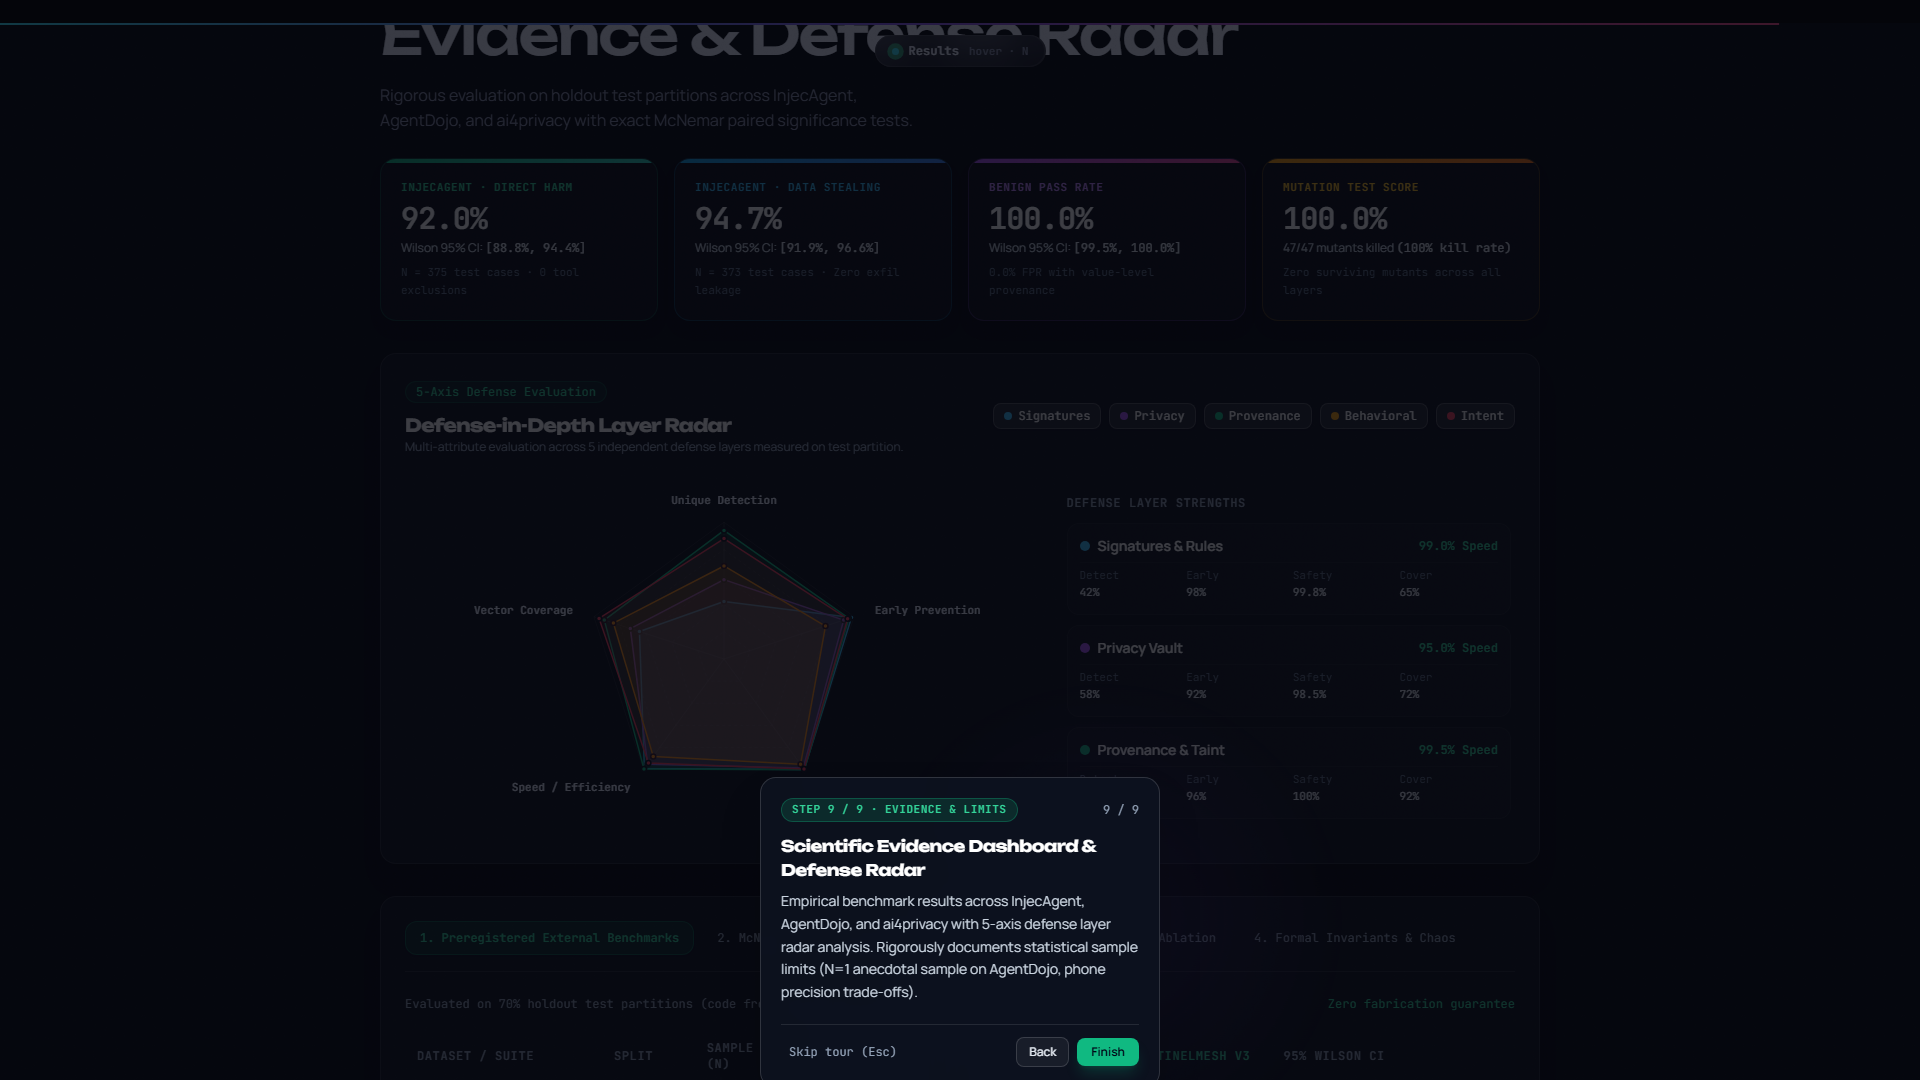 Evidence & Defense Radar
Results hover · N
Rigorous evaluation on holdout test partitions across InjecAgent,
AgentDojo, and ai4privacy with exact McNemar paired significance tests.
INJECAGENT · DIRECT HARM
92.0%
Wilson 95% CI: [88.8%, 94.4%]
N = 375 test cases · 0 tool
exclusions
INJECAGENT · DATA STEALING
94.7%
Wilson 95% CI: [91.9%, 96.6%]
N = 373 test cases · Zero exfil
leakage
BENIGN PASS RATE
100.0%
Wilson 95% CI: [99.5%, 100.0%]
0.0% FPR with value-level
provenance
MUTATION TEST SCORE
100.0%
47/47 mutants killed (100% kill rate)
Zero surviving mutants across all
layers
5-Axis Defense Evaluation
Defense-in-Depth Layer Radar
Multi-attribute evaluation across 5 independent defense layers measured on test partition.
Signatures Privacy Provenance Behavioral Intent
Unique Detection
Vector Coverage
Early Prevention
Speed / Efficiency
DEFENSE LAYER STRENGTHS
Signatures & Rules 99.0% Speed
Detect Early Safety Cover
42% 98% 99.8% 65%
Privacy Vault 95.0% Speed
Detect Early Safety Cover
58% 92% 98.5% 72%
Provenance & Taint 99.5% Speed
Early Safety Cover
96% 100% 92%
STEP 9 / 9 · EVIDENCE & LIMITS 9 / 9
Scientific Evidence Dashboard &
Defense Radar
Empirical benchmark results across InjecAgent,
AgentDojo, and ai4privacy with 5-axis defense layer
radar analysis. Rigorously documents statistical sample
limits (N=1 anecdotal sample on AgentDojo, phone
precision trade-offs).
Skip tour (Esc) Back Finish
1. Preregistered External Benchmarks 2. McN Ablation 4. Formal Invariants & Chaos
Evaluated on 70% holdout test partitions (code fr Zero fabrication guarantee
DATASET / SUITE SPLIT SAMPLE (N) TINELMESH V3 95% WILSON CI